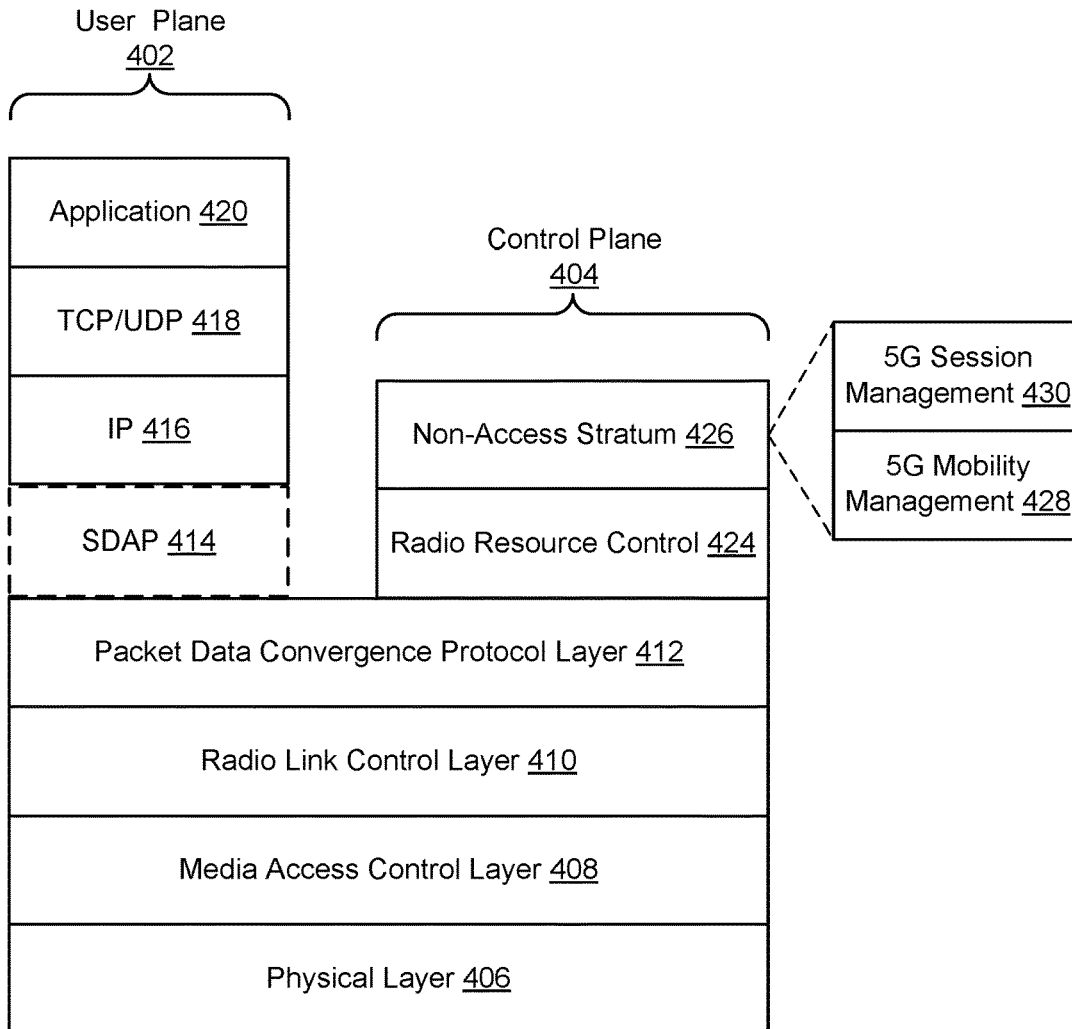 User Plane
402
Application 420
TCP/UDP 418
IP 416
SDAP 414
Control Plane
404
Non-Access Stratum 426
Radio Resource Control 424
5G Session
Management 430
5G Mobility
Management 428
Packet Data Convergence Protocol Layer 412
Radio Link Control Layer 410
Media Access Control Layer 408
Physical Layer 406